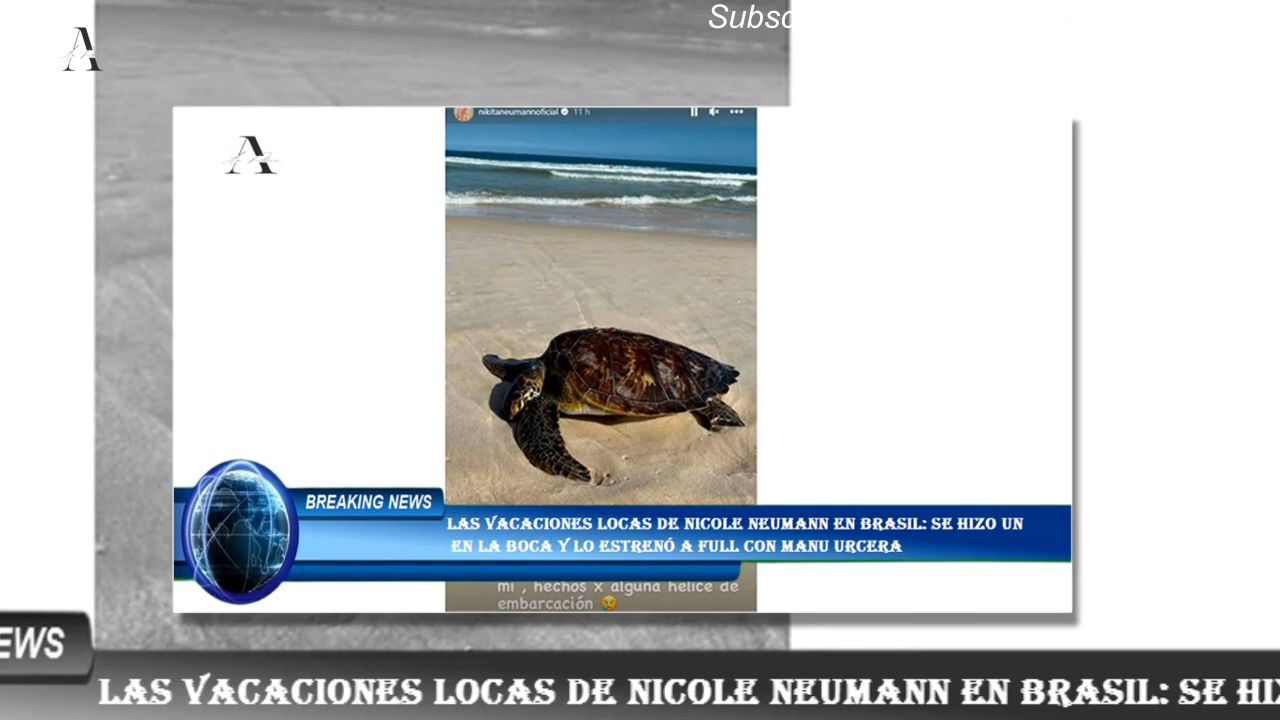 Subsc
A
nikitaneumannoficial 11 h
A
BREAKING NEWS
LAS VACACIONES LOCAS DE NICOLE NEUMANN EN BRASIL: SE HIZO UN
EN LA BOCA Y LO ESTRENÓ A FULL CON MANU URCERA
mi , hechos x alguna hélice de
embarcación 😢
EWS
LAS VACACIONES LOCAS DE NICOLE NEUMANN EN BRASIL: SE HI